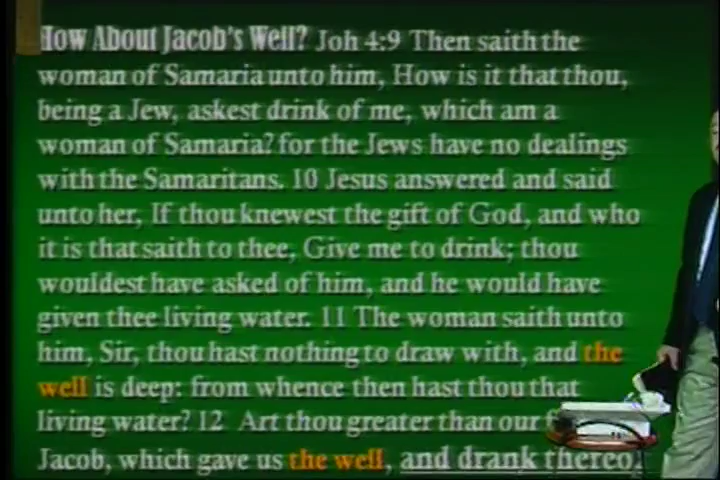 How About Jacob's Well? Joh 4:9 Then saith the
woman of Samaria unto him, How is it that thou,
being a Jew, askest drink of me, which am a
woman of Samaria? for the Jews have no dealings
with the Samaritans. 10 Jesus answered and said
unto her, If thou knewest the gift of God, and who
it is that saith to thee, Give me to drink; thou
wouldest have asked of him, and he would have
given thee living water. 11 The woman saith unto
him, Sir, thou hast nothing to draw with, and the
well is deep: from whence then hast thou that
living water? 12 Art thou greater than our
Jacob, which gave us the well, and drank thereo